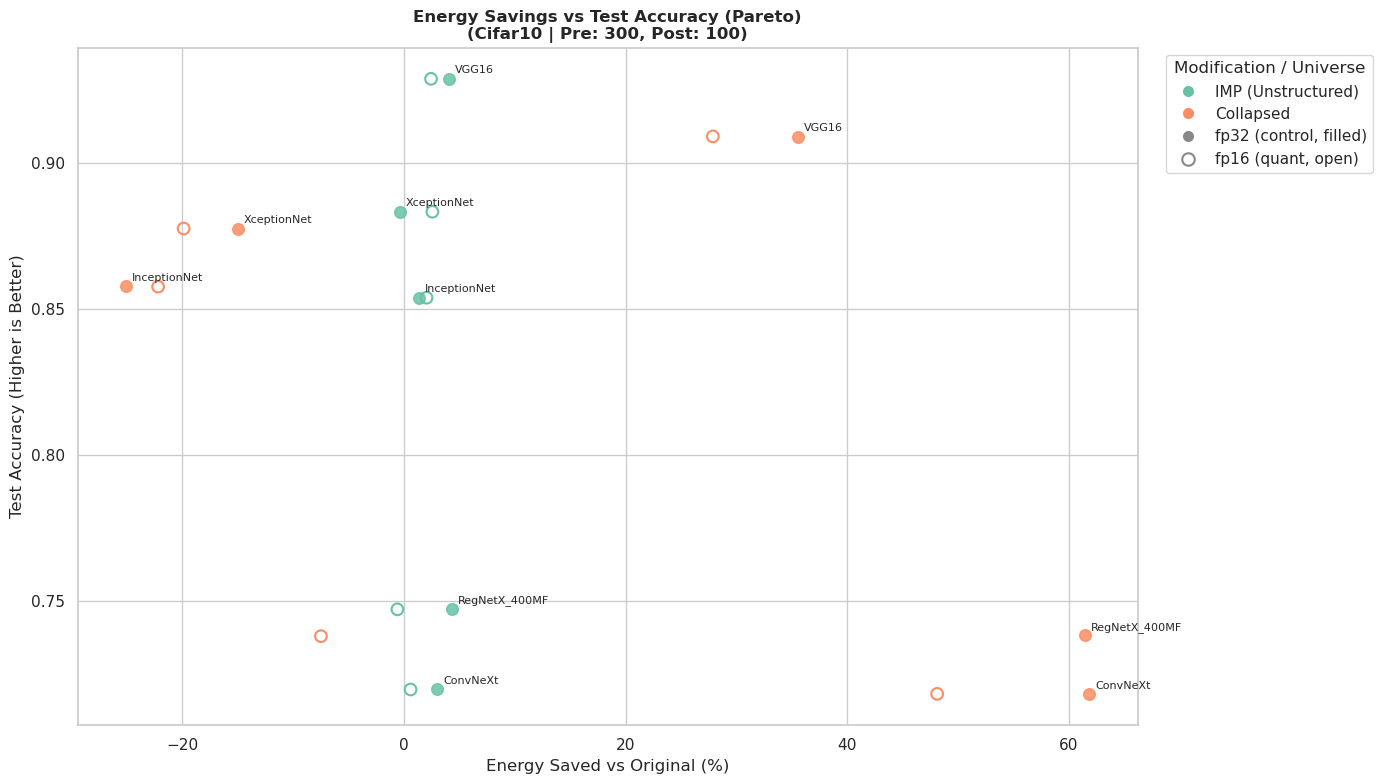 Energy Savings vs Test Accuracy (Pareto)
(Cifar10 | Pre: 300, Post: 100)
Modification / Universe
IMP (Unstructured)
Collapsed
fp32 (control, filled)
fp16 (quant, open)
VGG16
VGG16
XceptionNet
XceptionNet
InceptionNet
InceptionNet
RegNetX_400MF
RegNetX_400MF
ConvNeXt
ConvNeXt
Test Accuracy (Higher is Better)
0.90
0.85
0.80
0.75
−20
0
20
40
60
Energy Saved vs Original (%)